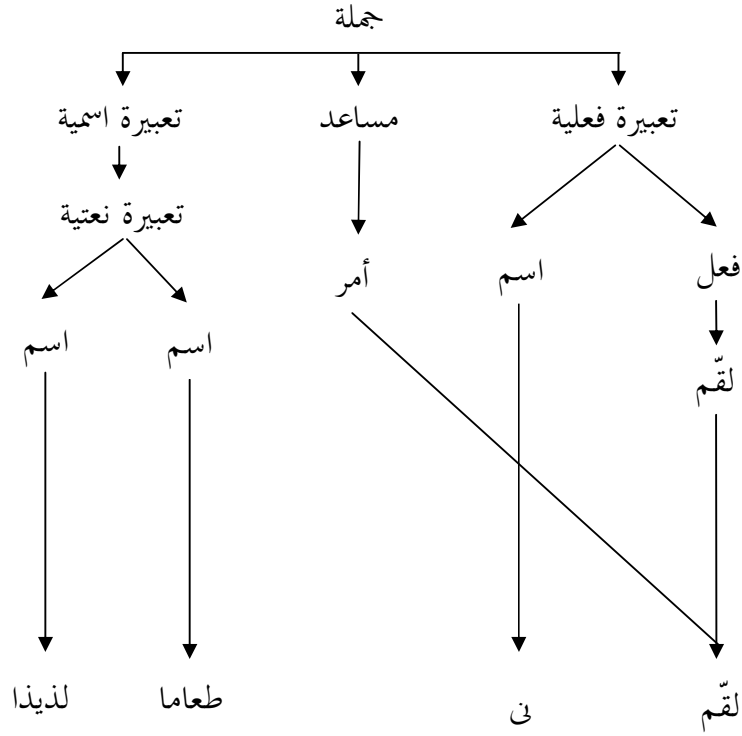 جملة
تعبيرة فعلية مساعد تعبيرة اسمية
تعبيرة نعتية
فعل اسم أمر
اسم اسم
لقّم
لقّم نى طعاما لذيذا